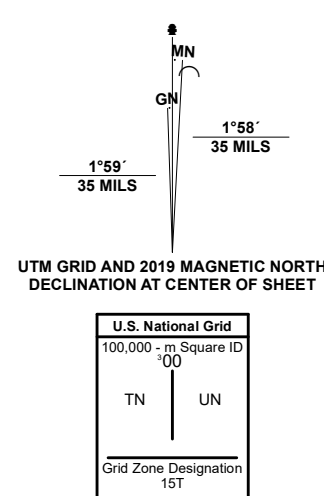 MN
GN
1°58´
35 MILS
1°59´
35 MILS
UTM GRID AND 2019 MAGNETIC NORTH
DECLINATION AT CENTER OF SHEET
U.S. National Grid
100,000 - m Square ID
³00
TN UN
Grid Zone Designation
15T